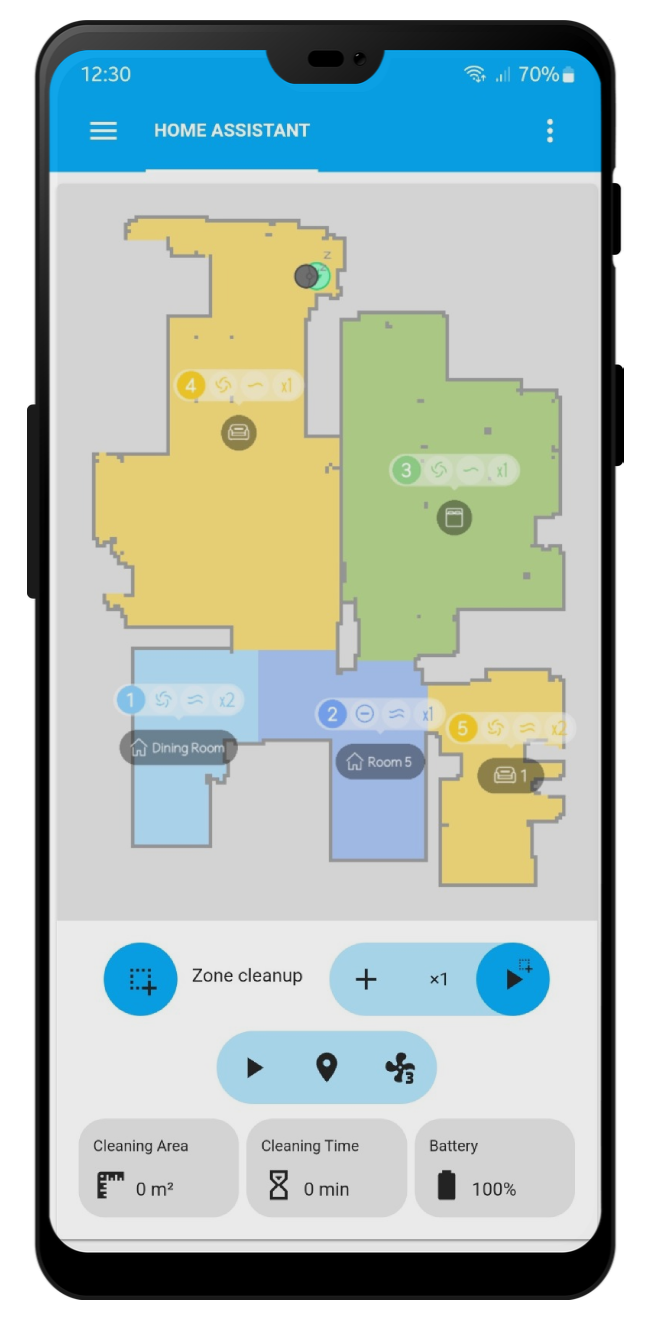 12:30
70%
HOME ASSISTANT
z
z
4 x1
3 x1
1 x2
2 x1
5 x2
Dining Room
Room 5
1
Zone cleanup
×1
3
Cleaning Area
Cleaning Time
Battery
0 m²
0 min
100%